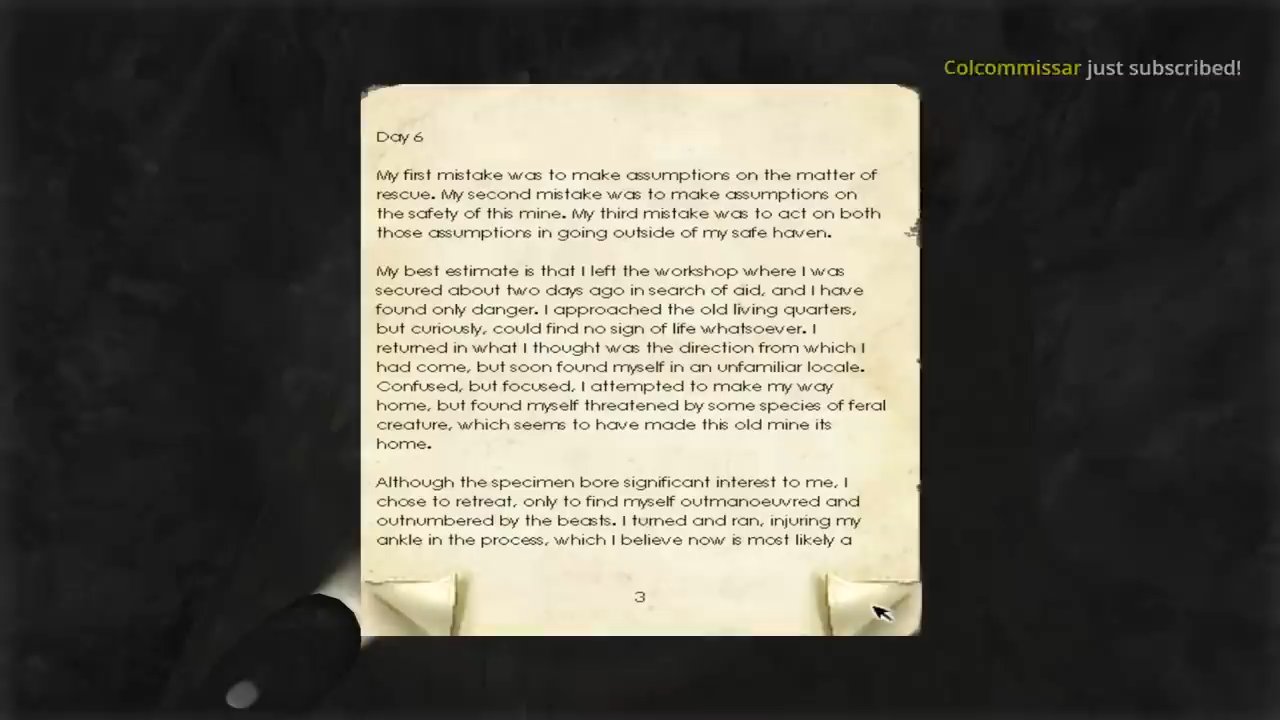 Colcommissar just subscribed!
Day 6
My first mistake was to make assumptions on the matter of
rescue. My second mistake was to make assumptions on
the safety of this mine. My third mistake was to act on both
those assumptions in going outside of my safe haven.
My best estimate is that I left the workshop where I was
secured about two days ago in search of aid, and I have
found only danger. I approached the old living quarters,
but curiously, could find no sign of life whatsoever. I
returned in what I thought was the direction from which I
had come, but soon found myself in an unfamiliar locale.
Confused, but focused, I attempted to make my way
home, but found myself threatened by some species of feral
creature, which seems to have made this old mine its
home.
Although the specimen bore significant interest to me, I
chose to retreat, only to find myself outmanoeuvred and
outnumbered by the beasts. I turned and ran, injuring my
ankle in the process, which I believe now is most likely a
3